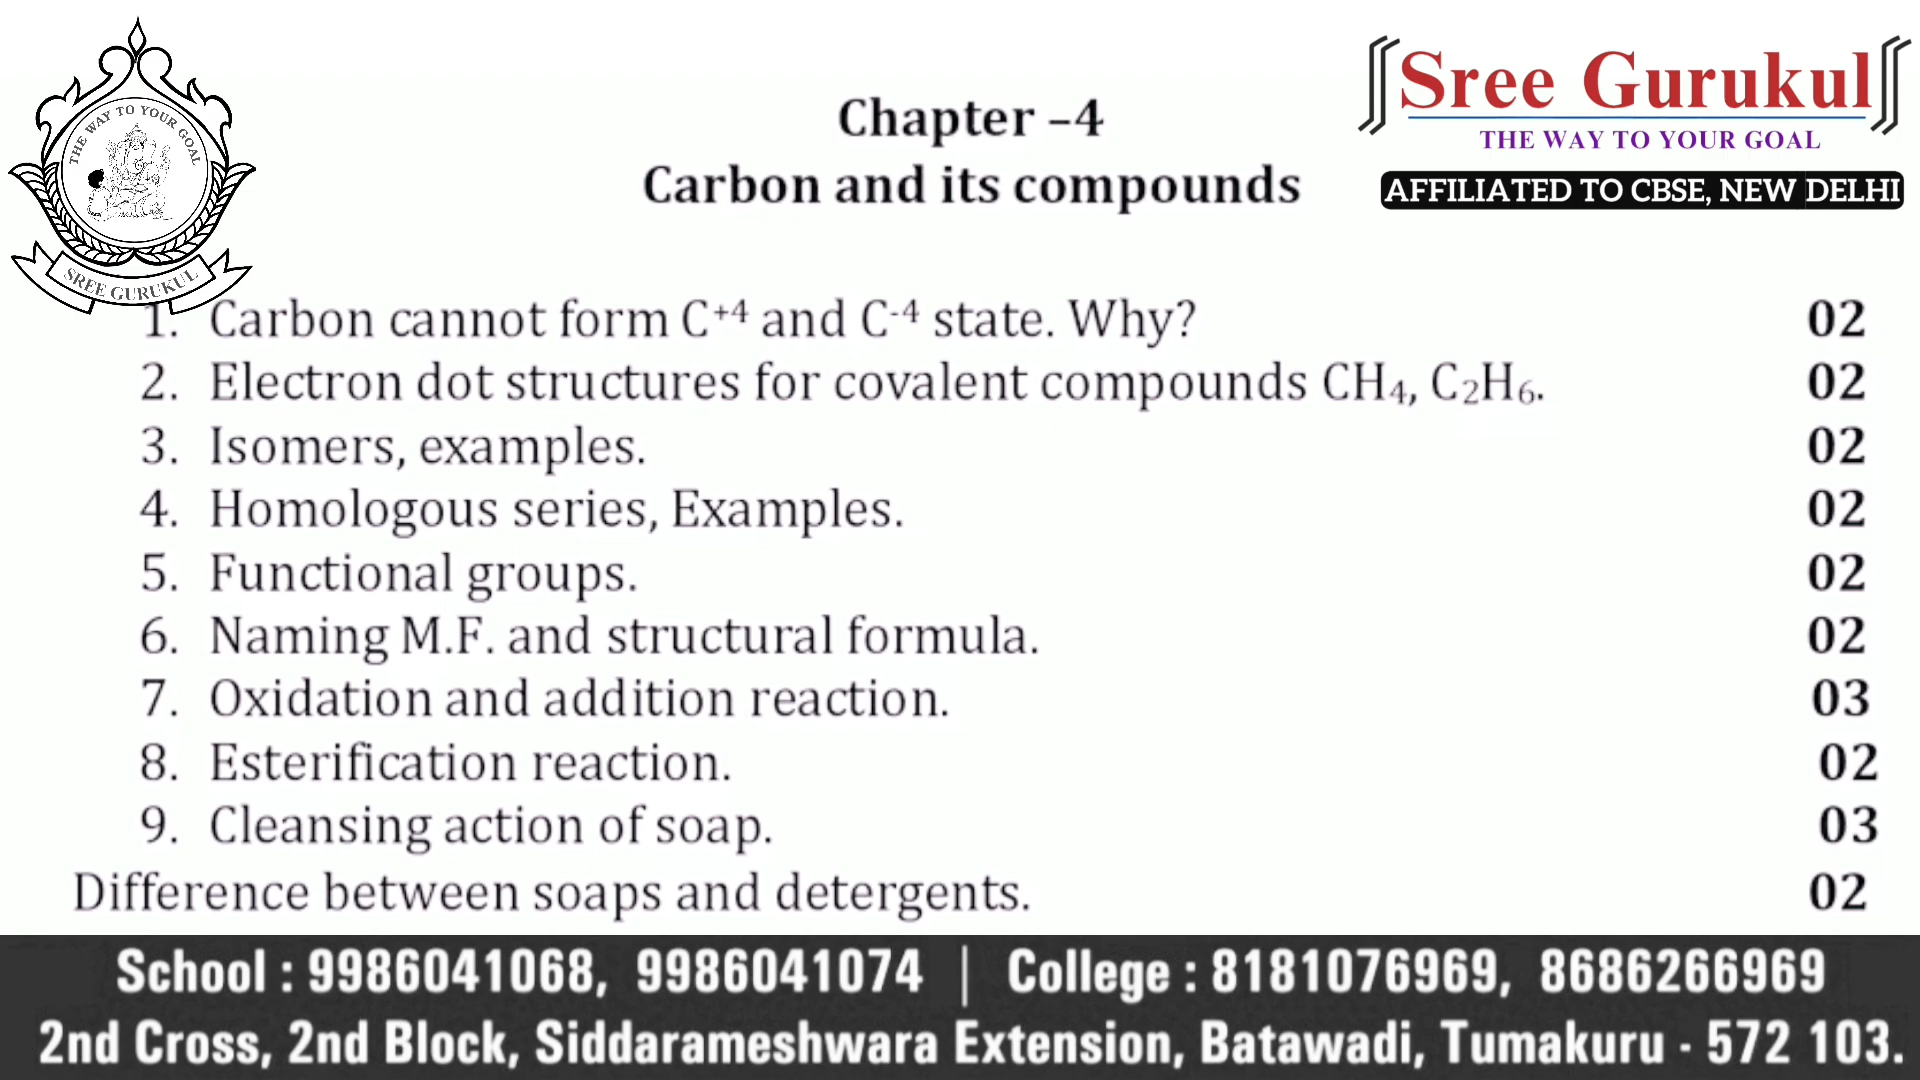 THE WAY TO YOUR GOAL
SREE GURUKUL
Sree Gurukul
THE WAY TO YOUR GOAL
AFFILIATED TO CBSE, NEW DELHI
Chapter –4
Carbon and its compounds
1. Carbon cannot form C⁺⁴ and C⁻⁴ state. Why? 02
2. Electron dot structures for covalent compounds CH₄, C₂H₆. 02
3. Isomers, examples. 02
4. Homologous series, Examples. 02
5. Functional groups. 02
6. Naming M.F. and structural formula. 02
7. Oxidation and addition reaction. 03
8. Esterification reaction. 02
9. Cleansing action of soap. 03
Difference between soaps and detergents. 02
School : 9986041068, 9986041074 | College : 8181076969, 8686266969
2nd Cross, 2nd Block, Siddarameshwara Extension, Batawadi, Tumakuru - 572 103.